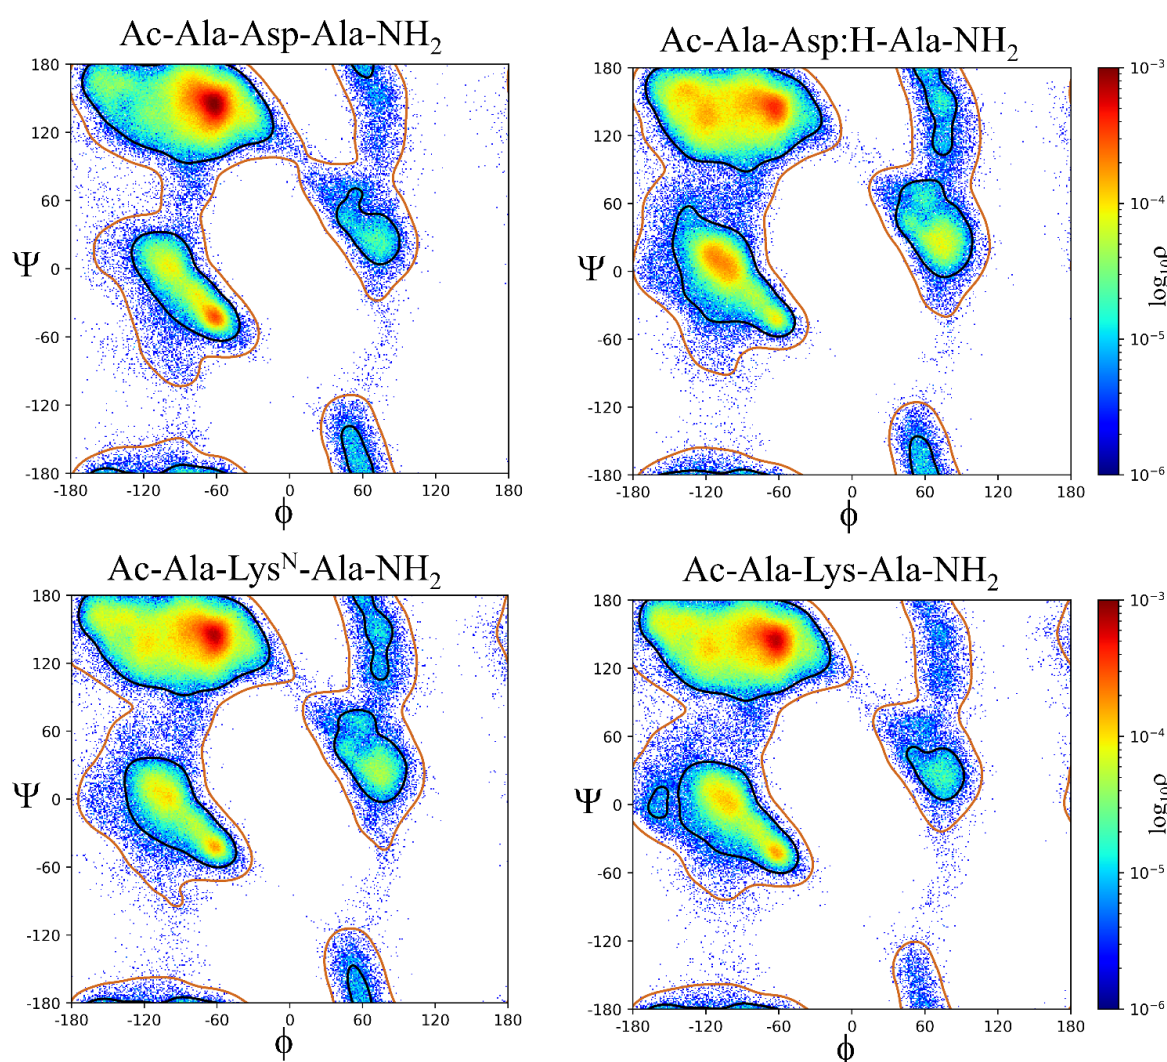 Ac-Ala-Asp-Ala-NH₂
180
120
60
0
-60
-120
-180
Ψ
-180 -120 -60 0 60 120 180
ϕ
Ac-Ala-Asp:H-Ala-NH₂
180
120
60
0
-60
-120
-180
Ψ
-180 -120 -60 0 60 120 180
ϕ
10⁻³
10⁻⁴
10⁻⁵
10⁻⁶
log₁₀ρ
Ac-Ala-Lysᴺ-Ala-NH₂
180
120
60
0
-60
-120
-180
Ψ
-180 -120 -60 0 60 120 180
ϕ
Ac-Ala-Lys-Ala-NH₂
180
120
60
0
-60
-120
-180
Ψ
-180 -120 -60 0 60 120 180
ϕ
10⁻³
10⁻⁴
10⁻⁵
10⁻⁶
log₁₀ρ